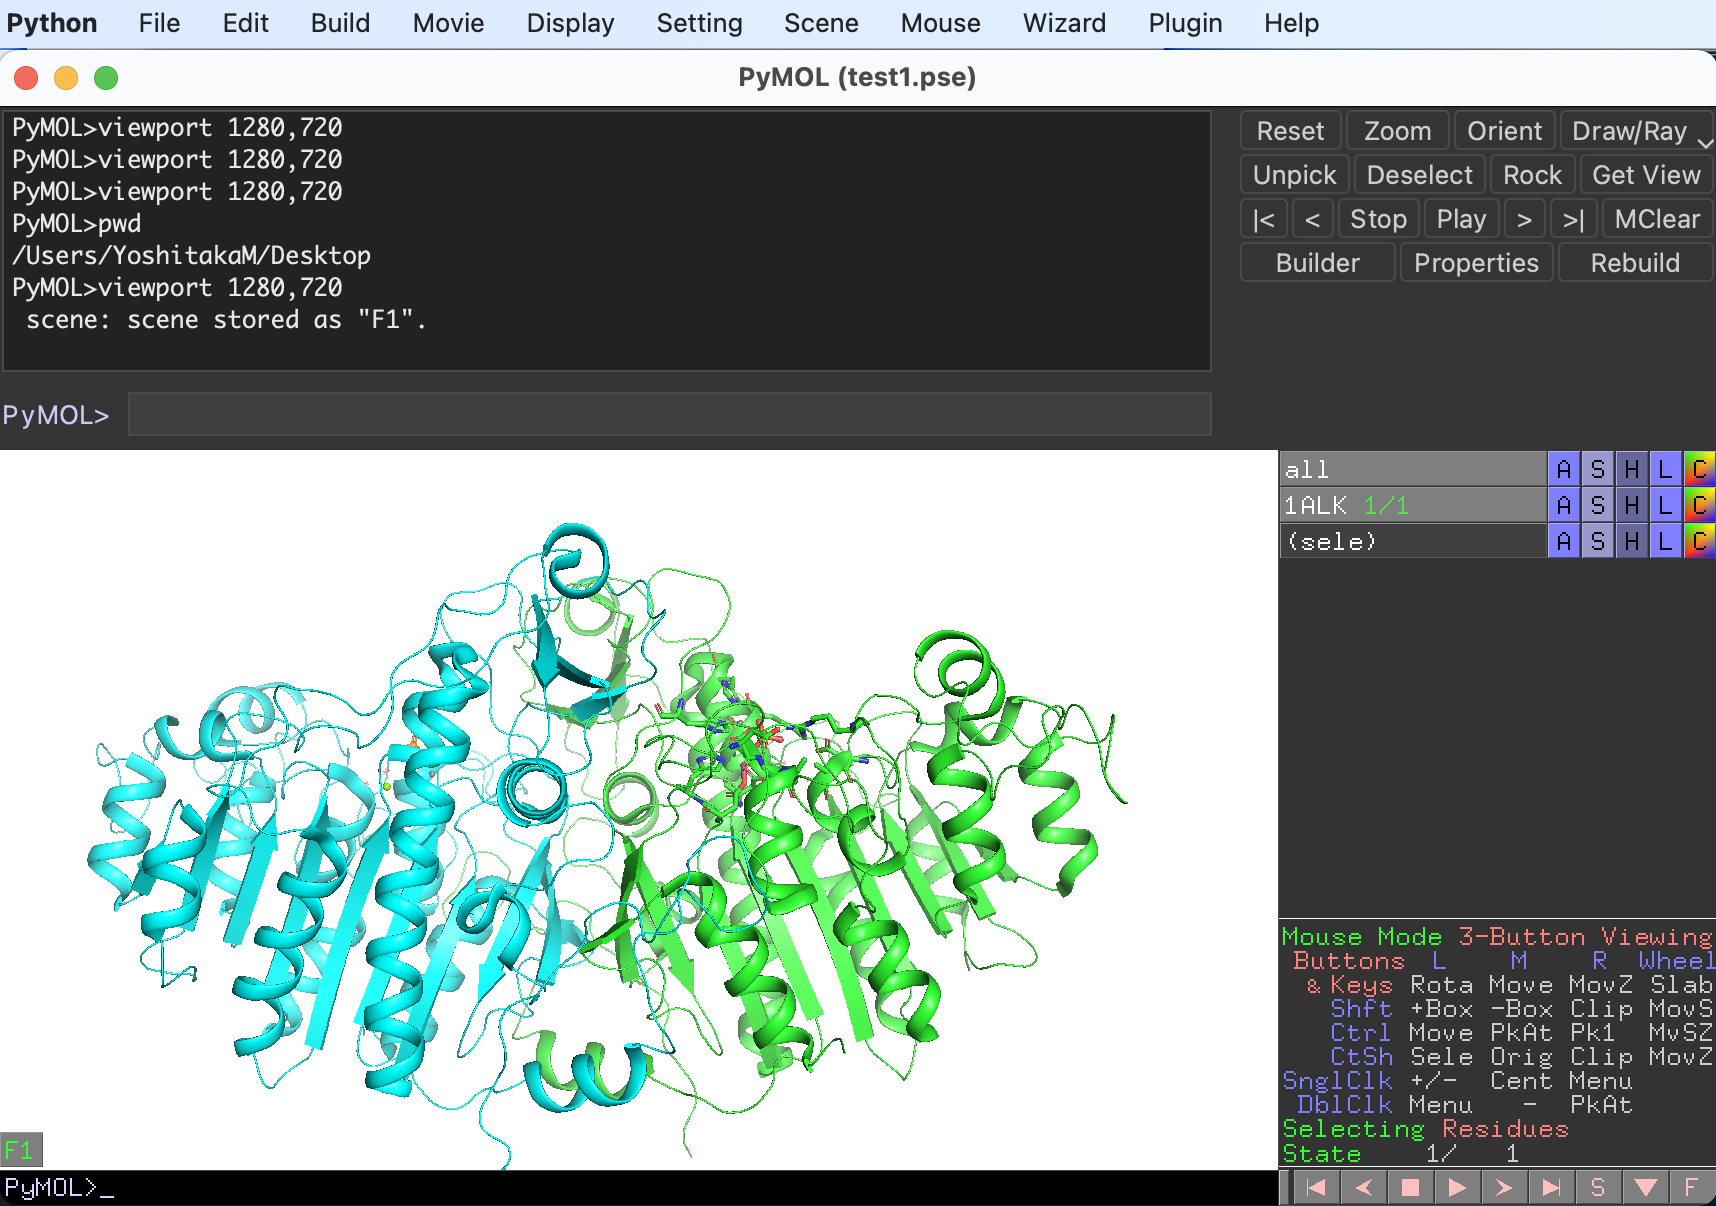 Python File Edit Build Movie Display Setting Scene Mouse Wizard Plugin Help
PyMOL (test1.pse)
PyMOL>viewport 1280,720
PyMOL>viewport 1280,720
PyMOL>viewport 1280,720
PyMOL>pwd
/Users/YoshitakaM/Desktop
PyMOL>viewport 1280,720
scene: scene stored as "F1".
PyMOL>
Reset Zoom Orient Draw/Ray
Unpick Deselect Rock Get View
|< < Stop Play > >| MClear
Builder Properties Rebuild
all A S H L C
1ALK 1/1 A S H L C
(sele) A S H L C
Mouse Mode 3-Button Viewing
Buttons L M R Wheel
& Keys Rota Move MovZ Slab
Shft +Box -Box Clip MovS
Ctrl Move PkAt Pk1 MvSZ
CtSh Sele Orig Clip MovZ
SnglClk +/- Cent Menu
DblClk Menu - PkAt
Selecting Residues
State 1/ 1
F1
PyMOL>_
S F